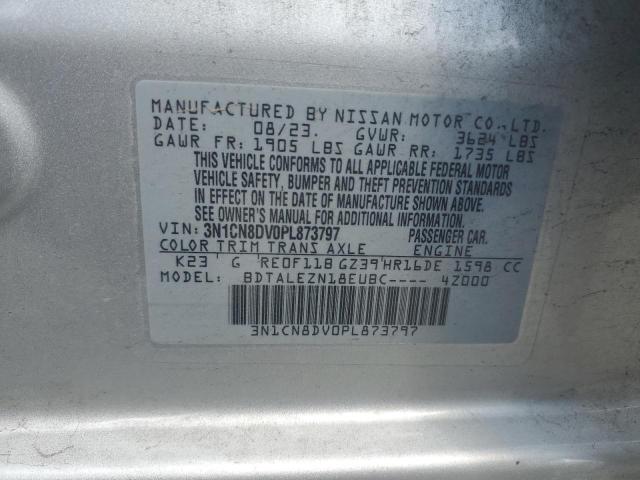 MANUFACTURED BY NISSAN MOTOR CO., LTD.
DATE: 08/23. GVWR: 3624 LBS
GAWR FR: 1905 LBS GAWR RR: 1735 LBS
THIS VEHICLE CONFORMS TO ALL APPLICABLE FEDERAL MOTOR
VEHICLE SAFETY, BUMPER AND THEFT PREVENTION STANDARDS
IN EFFECT ON THE DATE OF MANUFACTURE SHOWN ABOVE.
SEE OWNER'S MANUAL FOR ADDITIONAL INFORMATION.
VIN: 3N1CN8DV0PL873797 PASSENGER CAR.
COLOR TRIM TRANS AXLE ENGINE
K23 G RE0F11B GZ39 HR16DE 1598 CC
MODEL: BDTALEZN18EUBC---- 4Z000
3N1CN8DV0PL873797